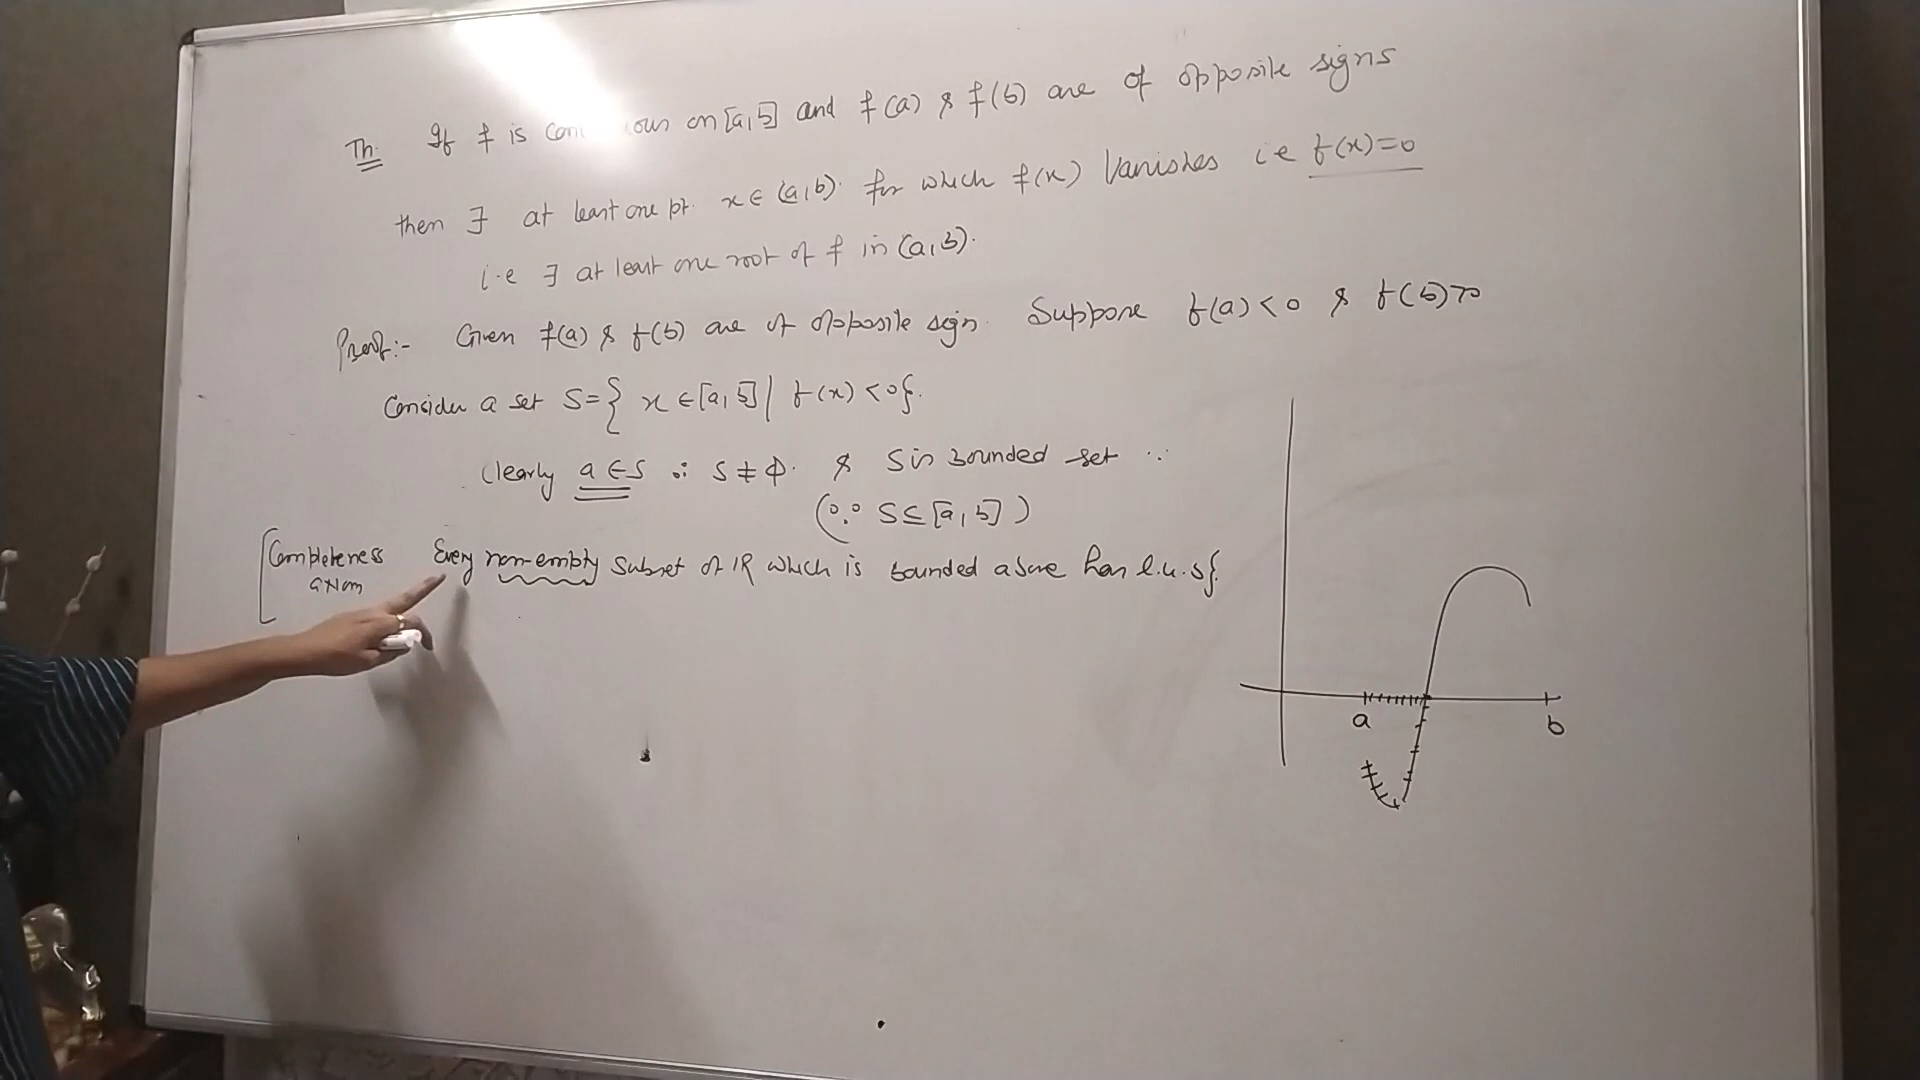 Th. If f is con ous on [a,b] and f(a) & f(b) are of opposite signs
then ∃ at least one pt. x ∈ (a,b). for which f(x) Vanishes i.e f(x)=0
i.e ∃ at least one root of f in (a,b).
Proof:- Given f(a) & f(b) are of opposite sign. Suppose f(a)<0 & f(b)>0
Consider a set S={ x ∈ [a,b] | f(x) <0}.
Clearly a ∈ S ∴ S ≠ φ. & S is bounded set ∵
(∵ S ⊆ [a,b] )
[Completeness axiom Every non-empty subset of IR which is bounded above has l.u.b}.
a b